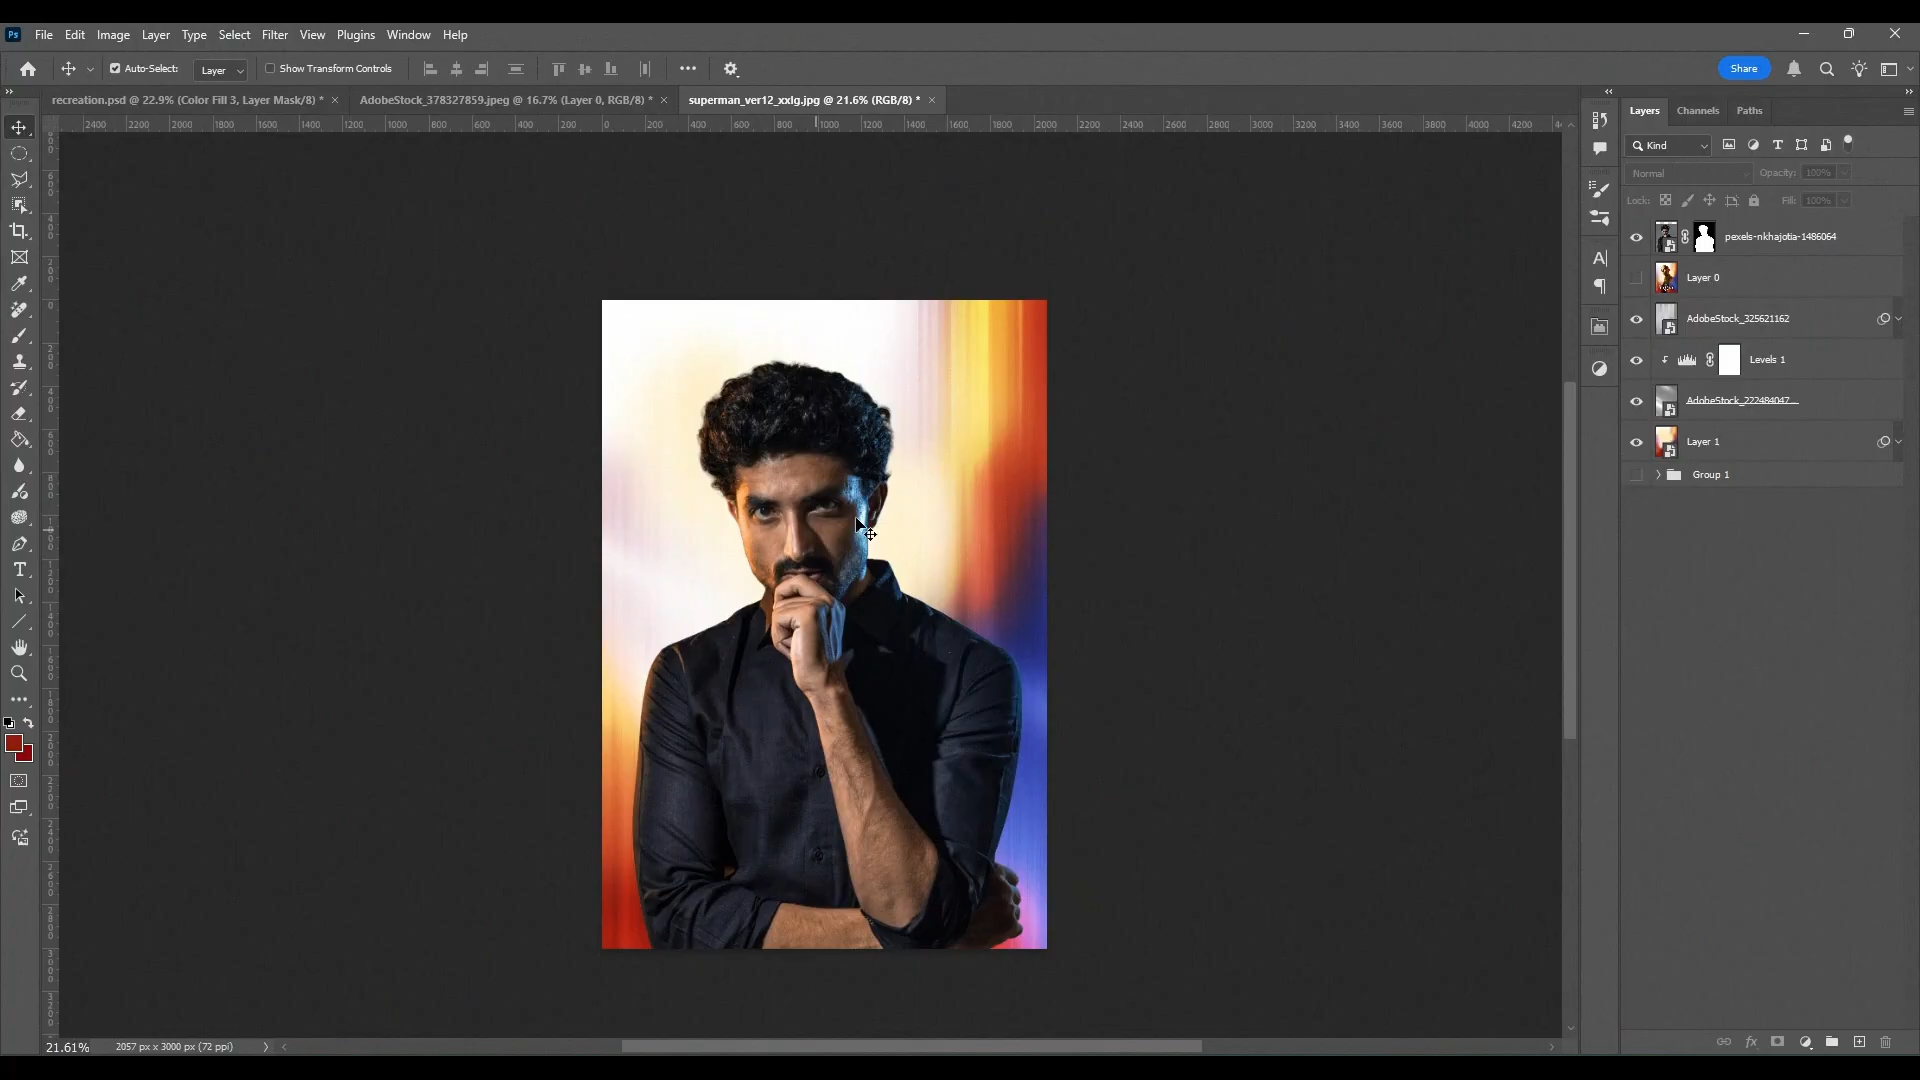 Ps File Edit Image Layer Type Select Filter View Plugins Window Help
Auto-Select: Layer Show Transform Controls Share
recreation.psd @ 22.9% (Color Fill 3, Layer Mask/8) * × AdobeStock_378327859.jpeg @ 16.7% (Layer 0, RGB/8) * × superman_ver12_xxlg.jpg @ 21.6% (RGB/8) * ×
2400 2200 2000 1800 1600 1400 1200 1000 800 600 400 200 0 200 400 600 800 1000 1200 1400 1600 1800 2000 2200 2400 2600 2800 3000 3200 3400 3600 3800 4000 4200
Layers Channels Paths
Kind
Normal Opacity: 100%
Lock: Fill: 100%
pexels-nkhajotia-1486064
Layer 0
AdobeStock_325621162
Levels 1
AdobeStock_222484047...
Layer 1
Group 1
21.61% 2057 px x 3000 px (72 ppi)